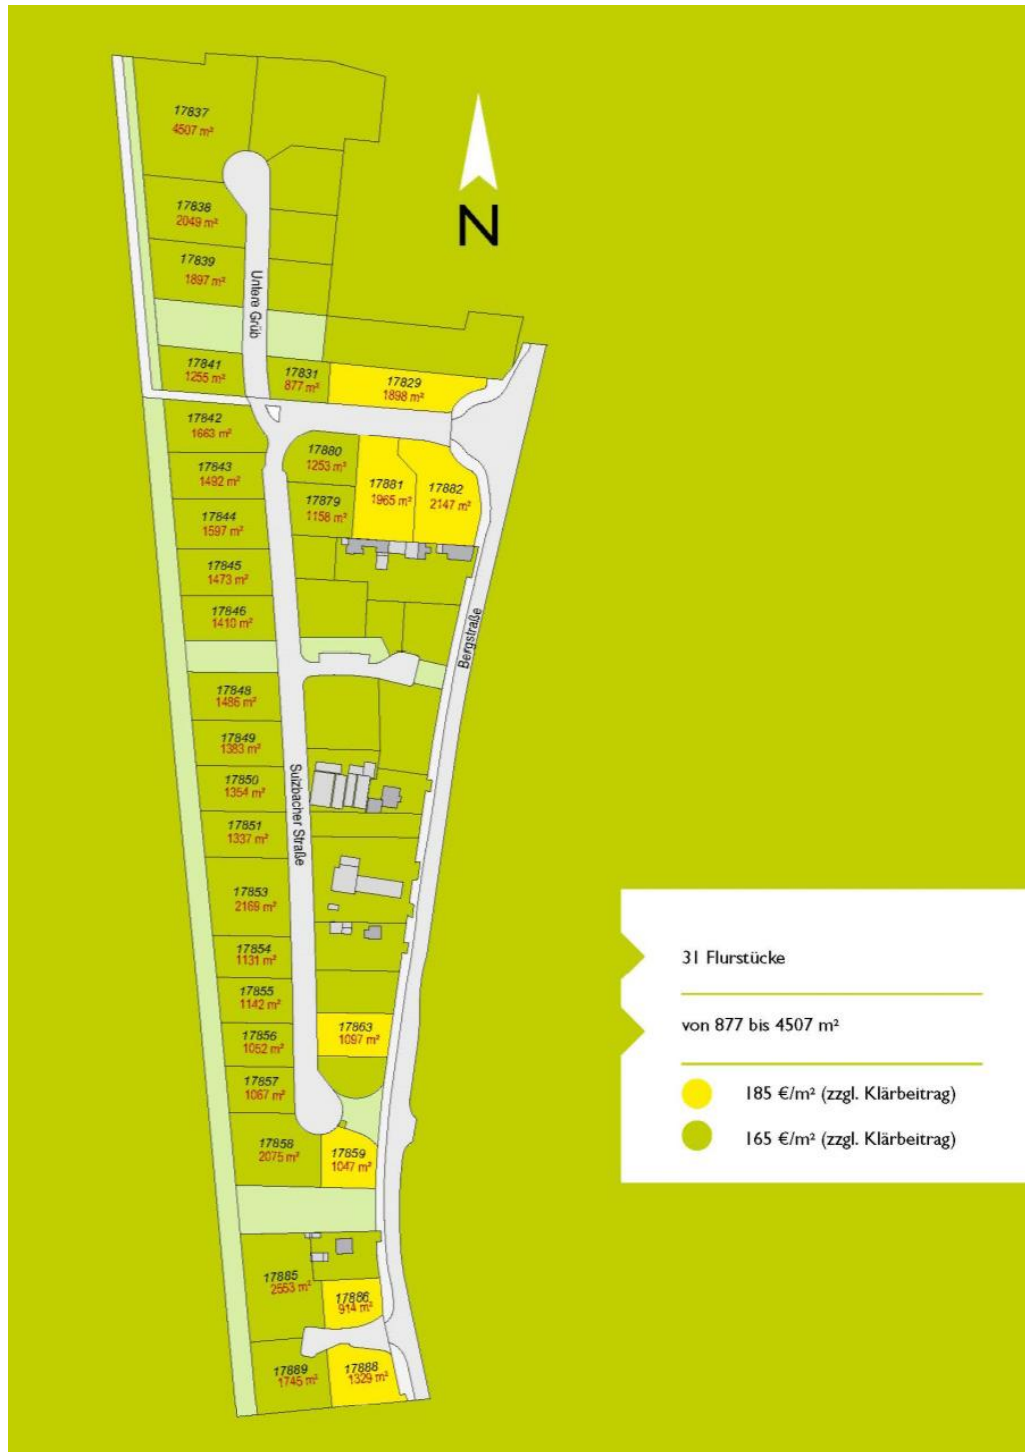 17837
4507 m²
N
17838
2049 m²
17839
1897 m²
Untere Grüb
17841
1255 m²
17831
877 m²
17829
1898 m²
17842
1663 m²
17880
1253 m²
17881
1965 m²
17882
2147 m²
17843
1492 m²
17879
1158 m²
17844
1597 m²
17845
1473 m²
17846
1410 m²
Bergstraße
17848
1486 m²
17849
1383 m²
17850
1354 m²
Sulzbacher Straße
17851
1337 m²
17853
2169 m²
17854
1131 m²
17855
1142 m²
17863
1097 m²
17856
1052 m²
17857
1067 m²
17858
2075 m²
17859
1047 m²
17885
2553 m²
17886
914 m²
17889
1745 m²
17888
1329 m²
31 Flurstücke
von 877 bis 4507 m²
185 €/m² (zzgl. Klärbeitrag)
165 €/m² (zzgl. Klärbeitrag)